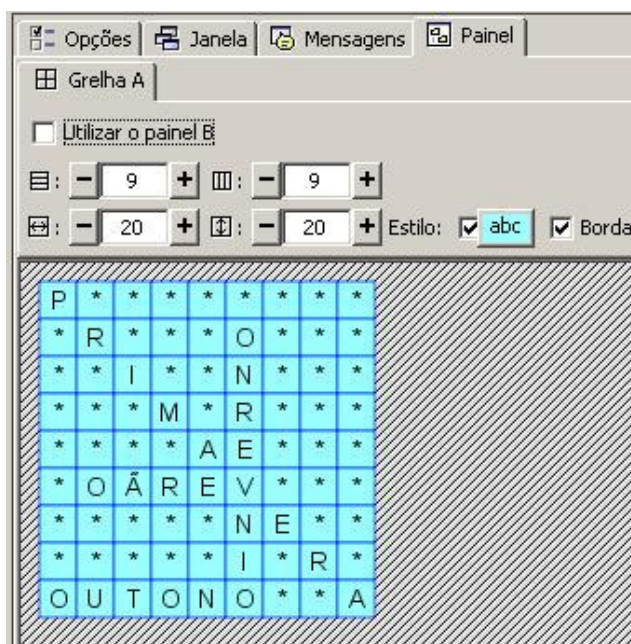 Opções Janela Mensagens Painel
Grelha A
Utilizar o painel B
: − 9 + : − 9 +
: − 20 + : − 20 + Estilo: abc Borda
P * * * * * * * *
* R * * * O * * *
* * I * * N * * *
* * * M * R * * *
* * * * A E * * *
* O Ã R E V * * *
* * * * * N E * *
* * * * * I * R *
O U T O N O * * A